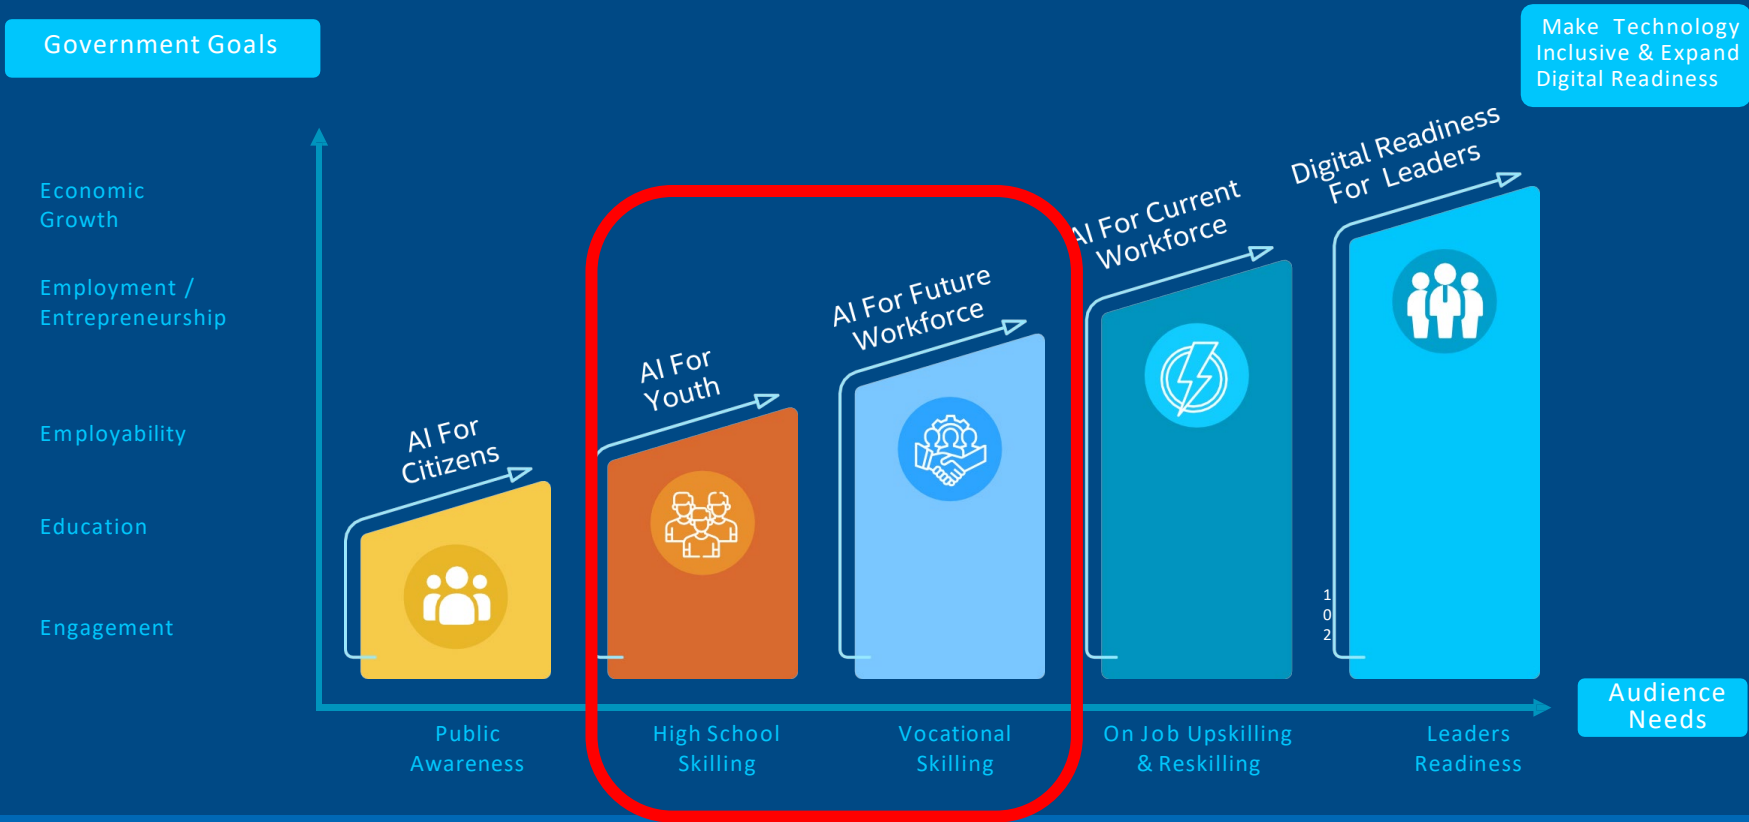 Government Goals
Make Technology
Inclusive & Expand
Digital Readiness
Economic
Growth
Employment /
Entrepreneurship
Employability
Education
Engagement
AI For
Citizens
AI For
Youth
AI For Future
Workforce
AI For Current
Workforce
Digital Readiness
For Leaders
1
0
2
Public
Awareness
High School
Skilling
Vocational
Skilling
On Job Upskilling
& Reskilling
Leaders
Readiness
Audience
Needs